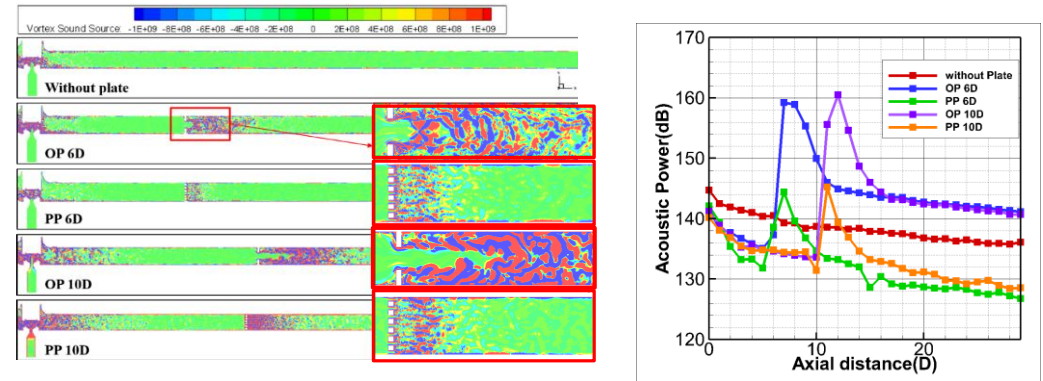 Vortex Sound Source: -1E+09 -8E+08 -6E+08 -4E+08 -2E+08 0 2E+08 4E+08 6E+08 8E+08 1E+09
Without plate
OP 6D
PP 6D
OP 10D
PP 10D
170
160
150
140
130
120
Acoustic Power(dB)
without Plate
OP 6D
PP 6D
OP 10D
PP 10D
0 10 20
Axial distance(D)